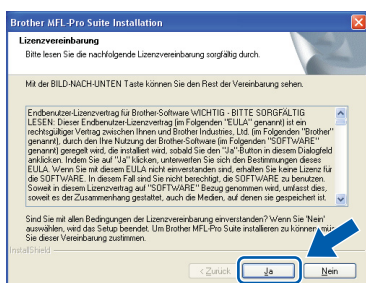 Brother MFL-Pro Suite Installation
Lizenzvereinbarung
Bitte lesen Sie die nachfolgende Lizenzvereinbarung sorgfältig durch.
Mit der BILD-NACH-UNTEN Taste können Sie den Rest der Vereinbarung sehen.
Endbenutzer-Lizenzvertrag für Brother-Software WICHTIG - BITTE SORGFÄLTIG
LESEN: Dieser Endbenutzer-Lizenzvertrag (im Folgenden "EULA" genannt) ist ein
rechtsgültiger Vertrag zwischen Ihnen und Brother Industries, Ltd. (im Folgenden "Brother"
genannt), durch den Ihre Nutzung der Brother-Software (im Folgenden "SOFTWARE"
genannt) geregelt wird, die installiert wird, sobald Sie den "Ja"-Button in diesem Dialogfeld
anklicken. Indem Sie auf "Ja" klicken, unterwerfen Sie sich den Bestimmungen dieses
EULA. Wenn Sie mit diesem EULA nicht einverstanden sind, erhalten Sie keine Lizenz für
die SOFTWARE. In diesem Fall sind Sie nicht berechtigt, die SOFTWARE zu benutzen.
Soweit in diesem Lizenzvertrag auf "SOFTWARE" Bezug genommen wird, umfasst dies,
soweit es der Zusammenhang gestattet, auch die Medien, auf denen sie gespeichert ist.
Sind Sie mit allen Bedingungen der Lizenzvereinbarung einverstanden? Wenn Sie 'Nein'
auswählen, wird das Setup beendet. Um Brother MFL-Pro Suite installieren zu können,
Sie dieser Vereinbarung zustimmen.
InstallShield
< Zurück Ja Nein